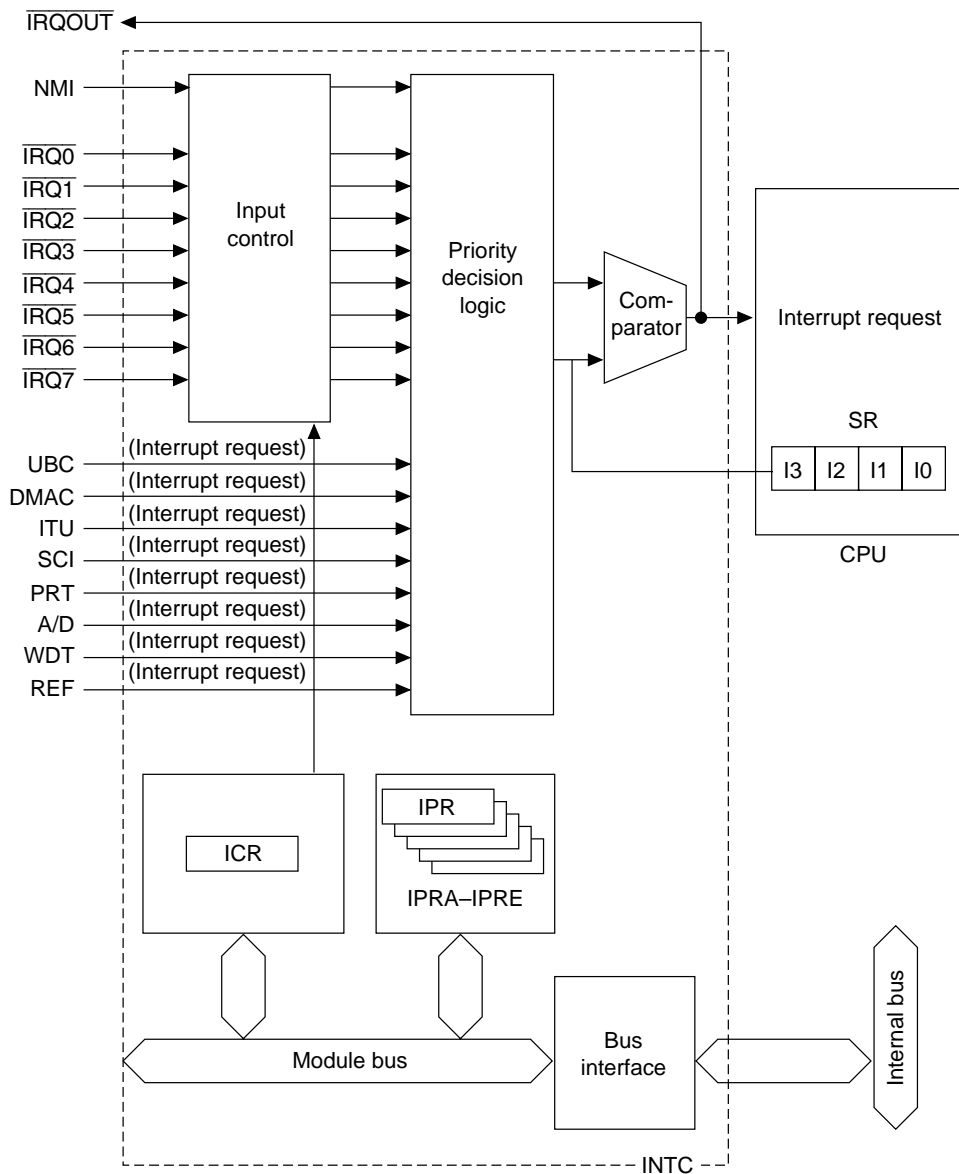 IRQOUT
NMI
IRQ0
IRQ1
IRQ2
IRQ3
IRQ4
IRQ5
IRQ6
IRQ7
Input
control
Priority
decision
logic
Com-
parator
Interrupt request
SR
I3 I2 I1 I0
CPU
UBC (Interrupt request)
DMAC (Interrupt request)
ITU (Interrupt request)
SCI (Interrupt request)
PRT (Interrupt request)
A/D (Interrupt request)
WDT (Interrupt request)
REF (Interrupt request)
ICR
IPR
IPRA–IPRE
Module bus
Bus
interface
Internal bus
INTC